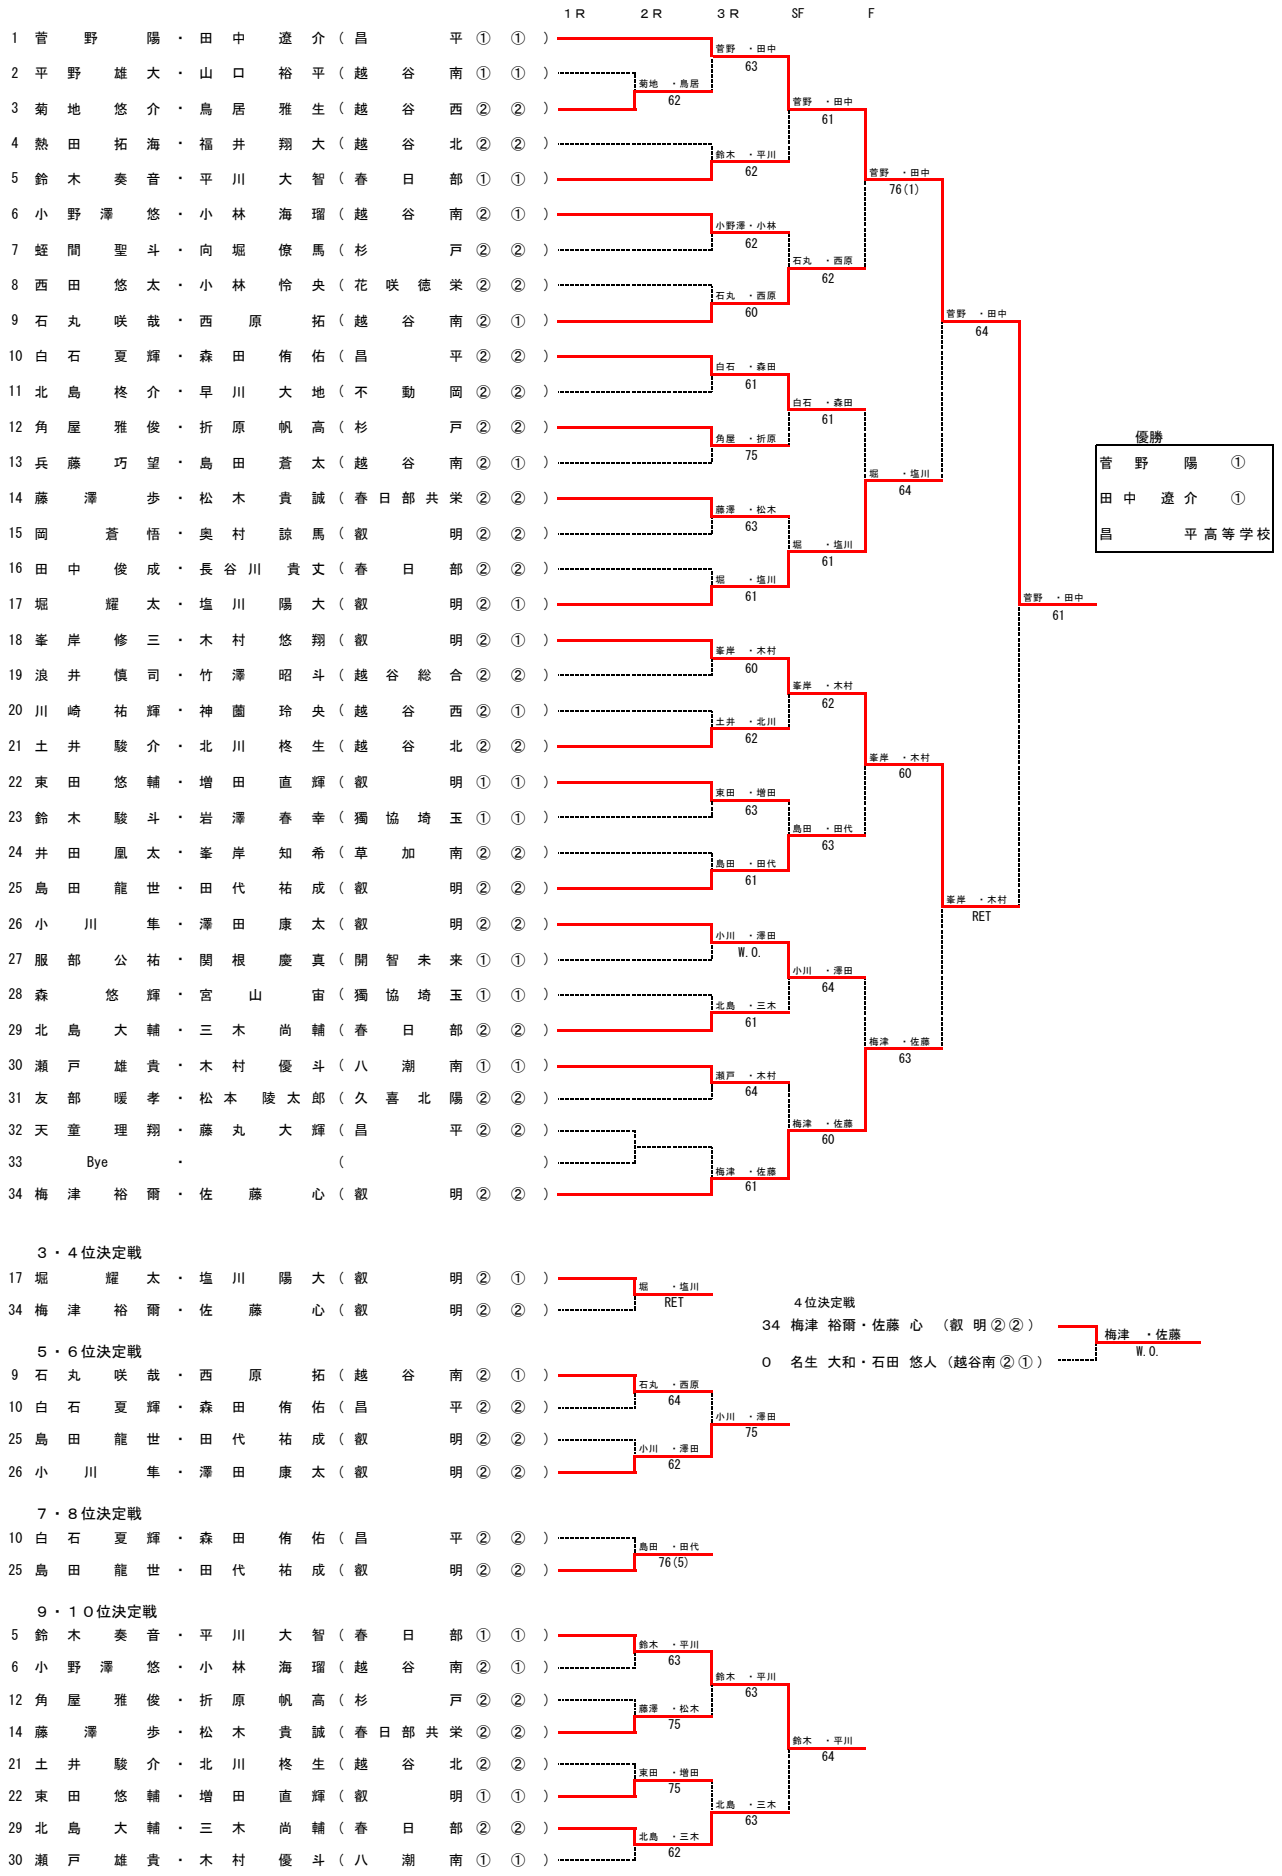 1R 2R 3R SF F
1 菅野 陽・田中 遼介 ( 昌平 ① ① )
菅野 ・田中
63
2 平野 雄大・山口 裕平 ( 越谷南 ① ① )
菊地 ・鳥居
62
3 菊地 悠介・鳥居 雅生 ( 越谷西 ② ② )
菅野 ・田中
61
4 熱田 拓海・福井 翔大 ( 越谷北 ② ② )
鈴木 ・平川
62
5 鈴木 奏音・平川 大智 ( 春日部 ① ① )
菅野 ・田中
76(1)
6 小野澤 悠・小林 海瑠 ( 越谷南 ② ① )
小野澤・小林
62
7 蛭間 聖斗・向堀 僚馬 ( 杉戸 ② ② )
石丸 ・西原
62
8 西田 悠太・小林 怜央 ( 花咲徳栄 ② ② )
石丸 ・西原
60
9 石丸 咲哉・西原 拓 ( 越谷南 ② ① )
菅野 ・田中
64
10 白石 夏輝・森田 侑佑 ( 昌平 ② ② )
白石 ・森田
61
11 北島 柊介・早川 大地 ( 不動岡 ② ② )
白石 ・森田
61
12 角屋 雅俊・折原 帆高 ( 杉戸 ② ② )
角屋 ・折原
75
13 兵藤 巧望・島田 蒼太 ( 越谷南 ② ① )
堀 ・塩川
64
優勝
菅野 陽 ①
田中 遼介 ①
昌平高等学校
14 藤澤 歩・松木 貴誠 ( 春日部共栄 ② ② )
藤澤 ・松木
63
15 岡 蒼悟・奥村 諒馬 ( 叡明 ② ② )
堀 ・塩川
61
16 田中 俊成・長谷川 貴丈 ( 春日部 ② ② )
堀 ・塩川
61
17 堀 耀太・塩川 陽大 ( 叡明 ② ① )
菅野 ・田中
61
18 峯岸 修三・木村 悠翔 ( 叡明 ② ① )
峯岸 ・木村
60
19 浪井 慎司・竹澤 昭斗 ( 越谷総合 ② ② )
峯岸 ・木村
62
20 川崎 祐輝・神薗 玲央 ( 越谷西 ② ① )
土井 ・北川
62
21 土井 駿介・北川 柊生 ( 越谷北 ② ② )
峯岸 ・木村
60
22 東田 悠輔・増田 直輝 ( 叡明 ① ① )
東田 ・増田
63
23 鈴木 駿斗・岩澤 春幸 ( 獨協埼玉 ① ① )
島田 ・田代
63
24 井田 凰太・峯岸 知希 ( 草加南 ② ② )
島田 ・田代
61
25 島田 龍世・田代 祐成 ( 叡明 ② ② )
峯岸 ・木村
RET
26 小川 隼・澤田 康太 ( 叡明 ② ② )
小川 ・澤田
W.O.
27 服部 公祐・関根 慶真 ( 開智未来 ① ① )
小川 ・澤田
64
28 森 悠輝・宮山 宙 ( 獨協埼玉 ① ① )
北島 ・三木
61
29 北島 大輔・三木 尚輔 ( 春日部 ② ② )
梅津 ・佐藤
63
30 瀬戸 雄貴・木村 優斗 ( 八潮南 ① ① )
瀬戸 ・木村
64
31 友部 暖孝・松本 陵太郎 ( 久喜北陽 ② ② )
梅津 ・佐藤
60
32 天童 理翔・藤丸 大輝 ( 昌平 ② ② )
33 Bye ・ ( )
梅津 ・佐藤
61
34 梅津 裕爾・佐藤 心 ( 叡明 ② ② )
３・４位決定戦
17 堀 耀太・塩川 陽大 ( 叡明 ② ① )
堀 ・塩川
RET
34 梅津 裕爾・佐藤 心 ( 叡明 ② ② )
４位決定戦
34 梅津 裕爾・佐藤 心 (叡 明②②)
梅津 ・佐藤
W.O.
0 名生 大和・石田 悠人 (越谷南②①)
５・６位決定戦
9 石丸 咲哉・西原 拓 ( 越谷南 ② ① )
石丸 ・西原
64
10 白石 夏輝・森田 侑佑 ( 昌平 ② ② )
小川 ・澤田
75
25 島田 龍世・田代 祐成 ( 叡明 ② ② )
小川 ・澤田
62
26 小川 隼・澤田 康太 ( 叡明 ② ② )
７・８位決定戦
10 白石 夏輝・森田 侑佑 ( 昌平 ② ② )
島田 ・田代
76(5)
25 島田 龍世・田代 祐成 ( 叡明 ② ② )
９・１０位決定戦
5 鈴木 奏音・平川 大智 ( 春日部 ① ① )
鈴木 ・平川
63
6 小野澤 悠・小林 海瑠 ( 越谷南 ② ① )
鈴木 ・平川
63
12 角屋 雅俊・折原 帆高 ( 杉戸 ② ② )
藤澤 ・松木
75
14 藤澤 歩・松木 貴誠 ( 春日部共栄 ② ② )
鈴木 ・平川
64
21 土井 駿介・北川 柊生 ( 越谷北 ② ② )
東田 ・増田
75
22 東田 悠輔・増田 直輝 ( 叡明 ① ① )
北島 ・三木
63
29 北島 大輔・三木 尚輔 ( 春日部 ② ② )
北島 ・三木
62
30 瀬戸 雄貴・木村 優斗 ( 八潮南 ① ① )